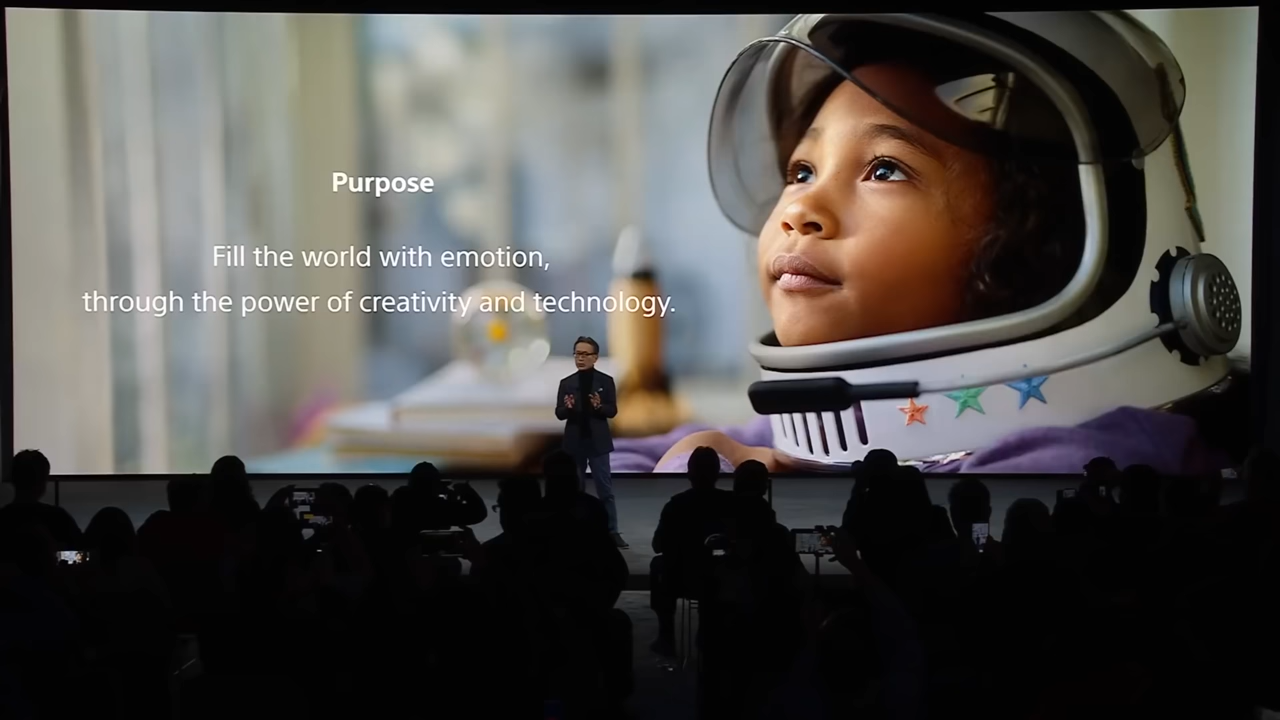 Purpose
Fill the world with emotion,
through the power of creativity and technology.